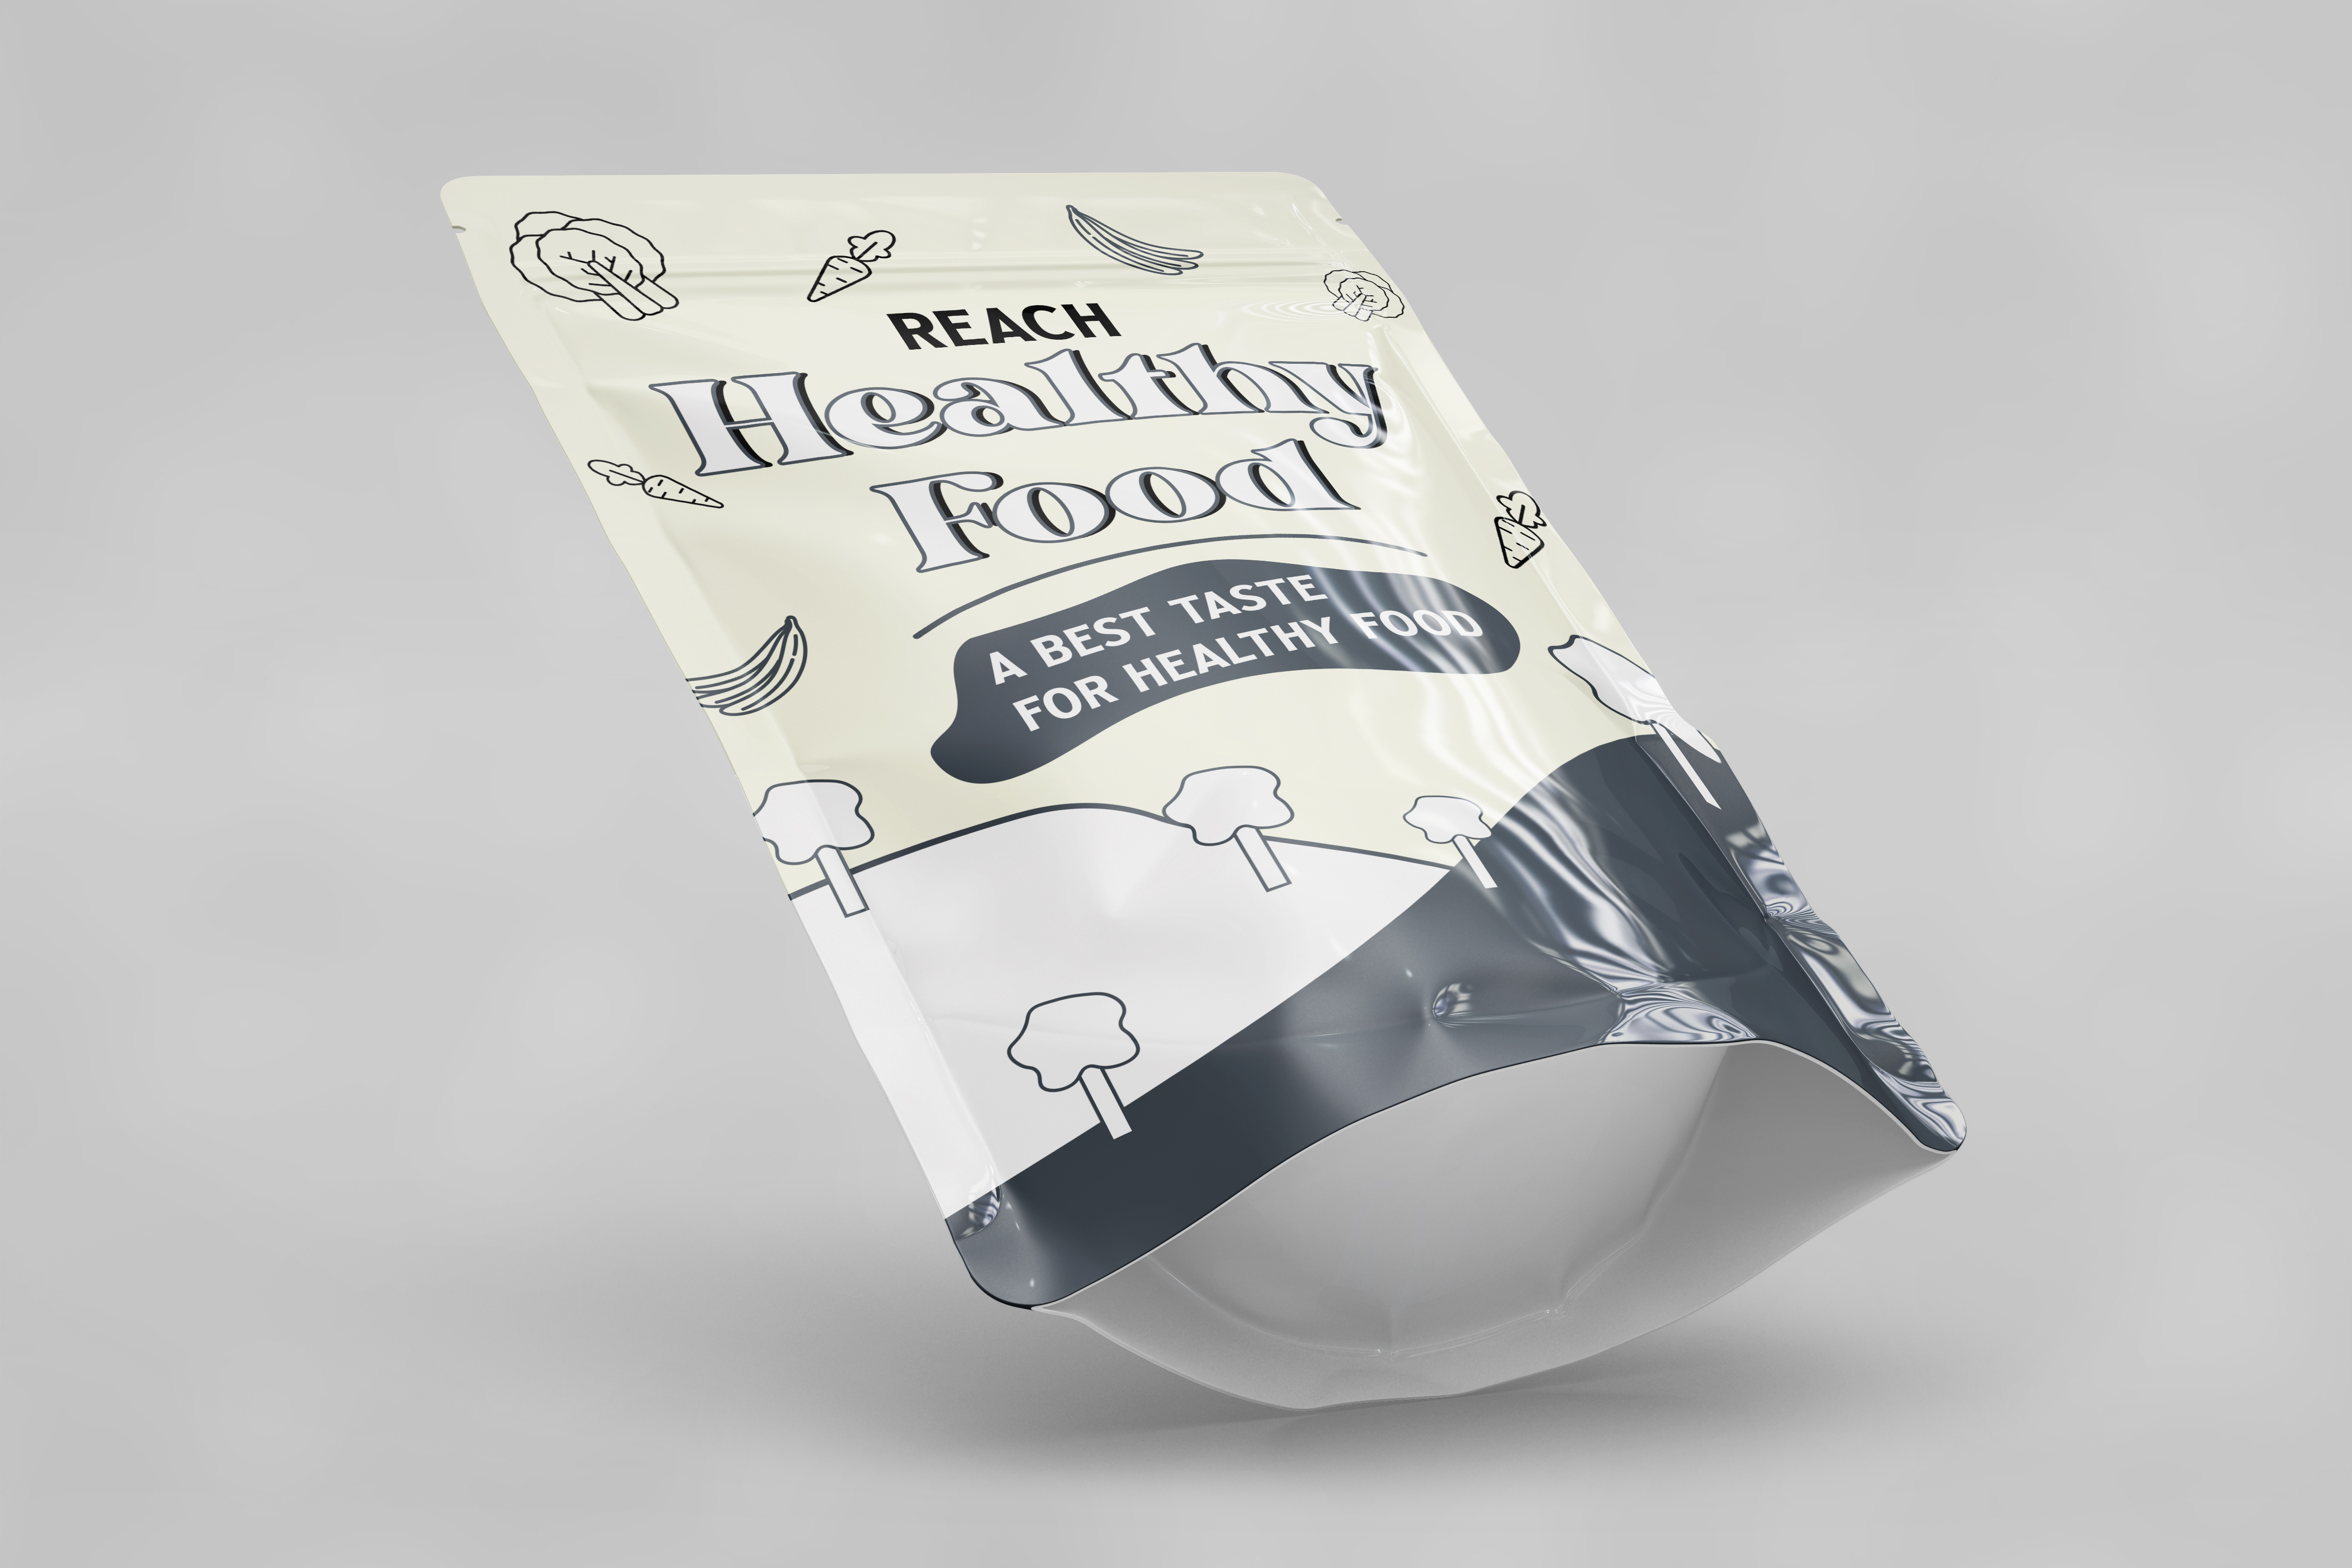 REACH
Healthy
Food
A BEST TASTE
FOR HEALTHY FOOD